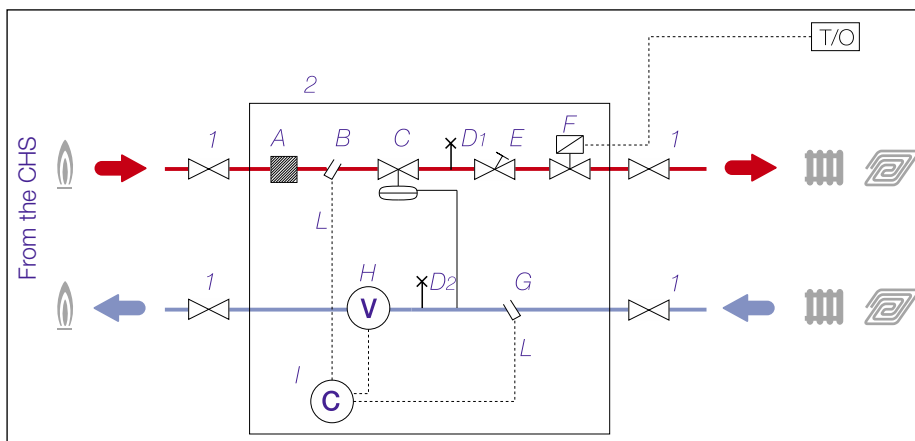 T/O
2
1 A B C D1 E F 1
From the CHS
L
1 H D2 G 1
V
L
I
C